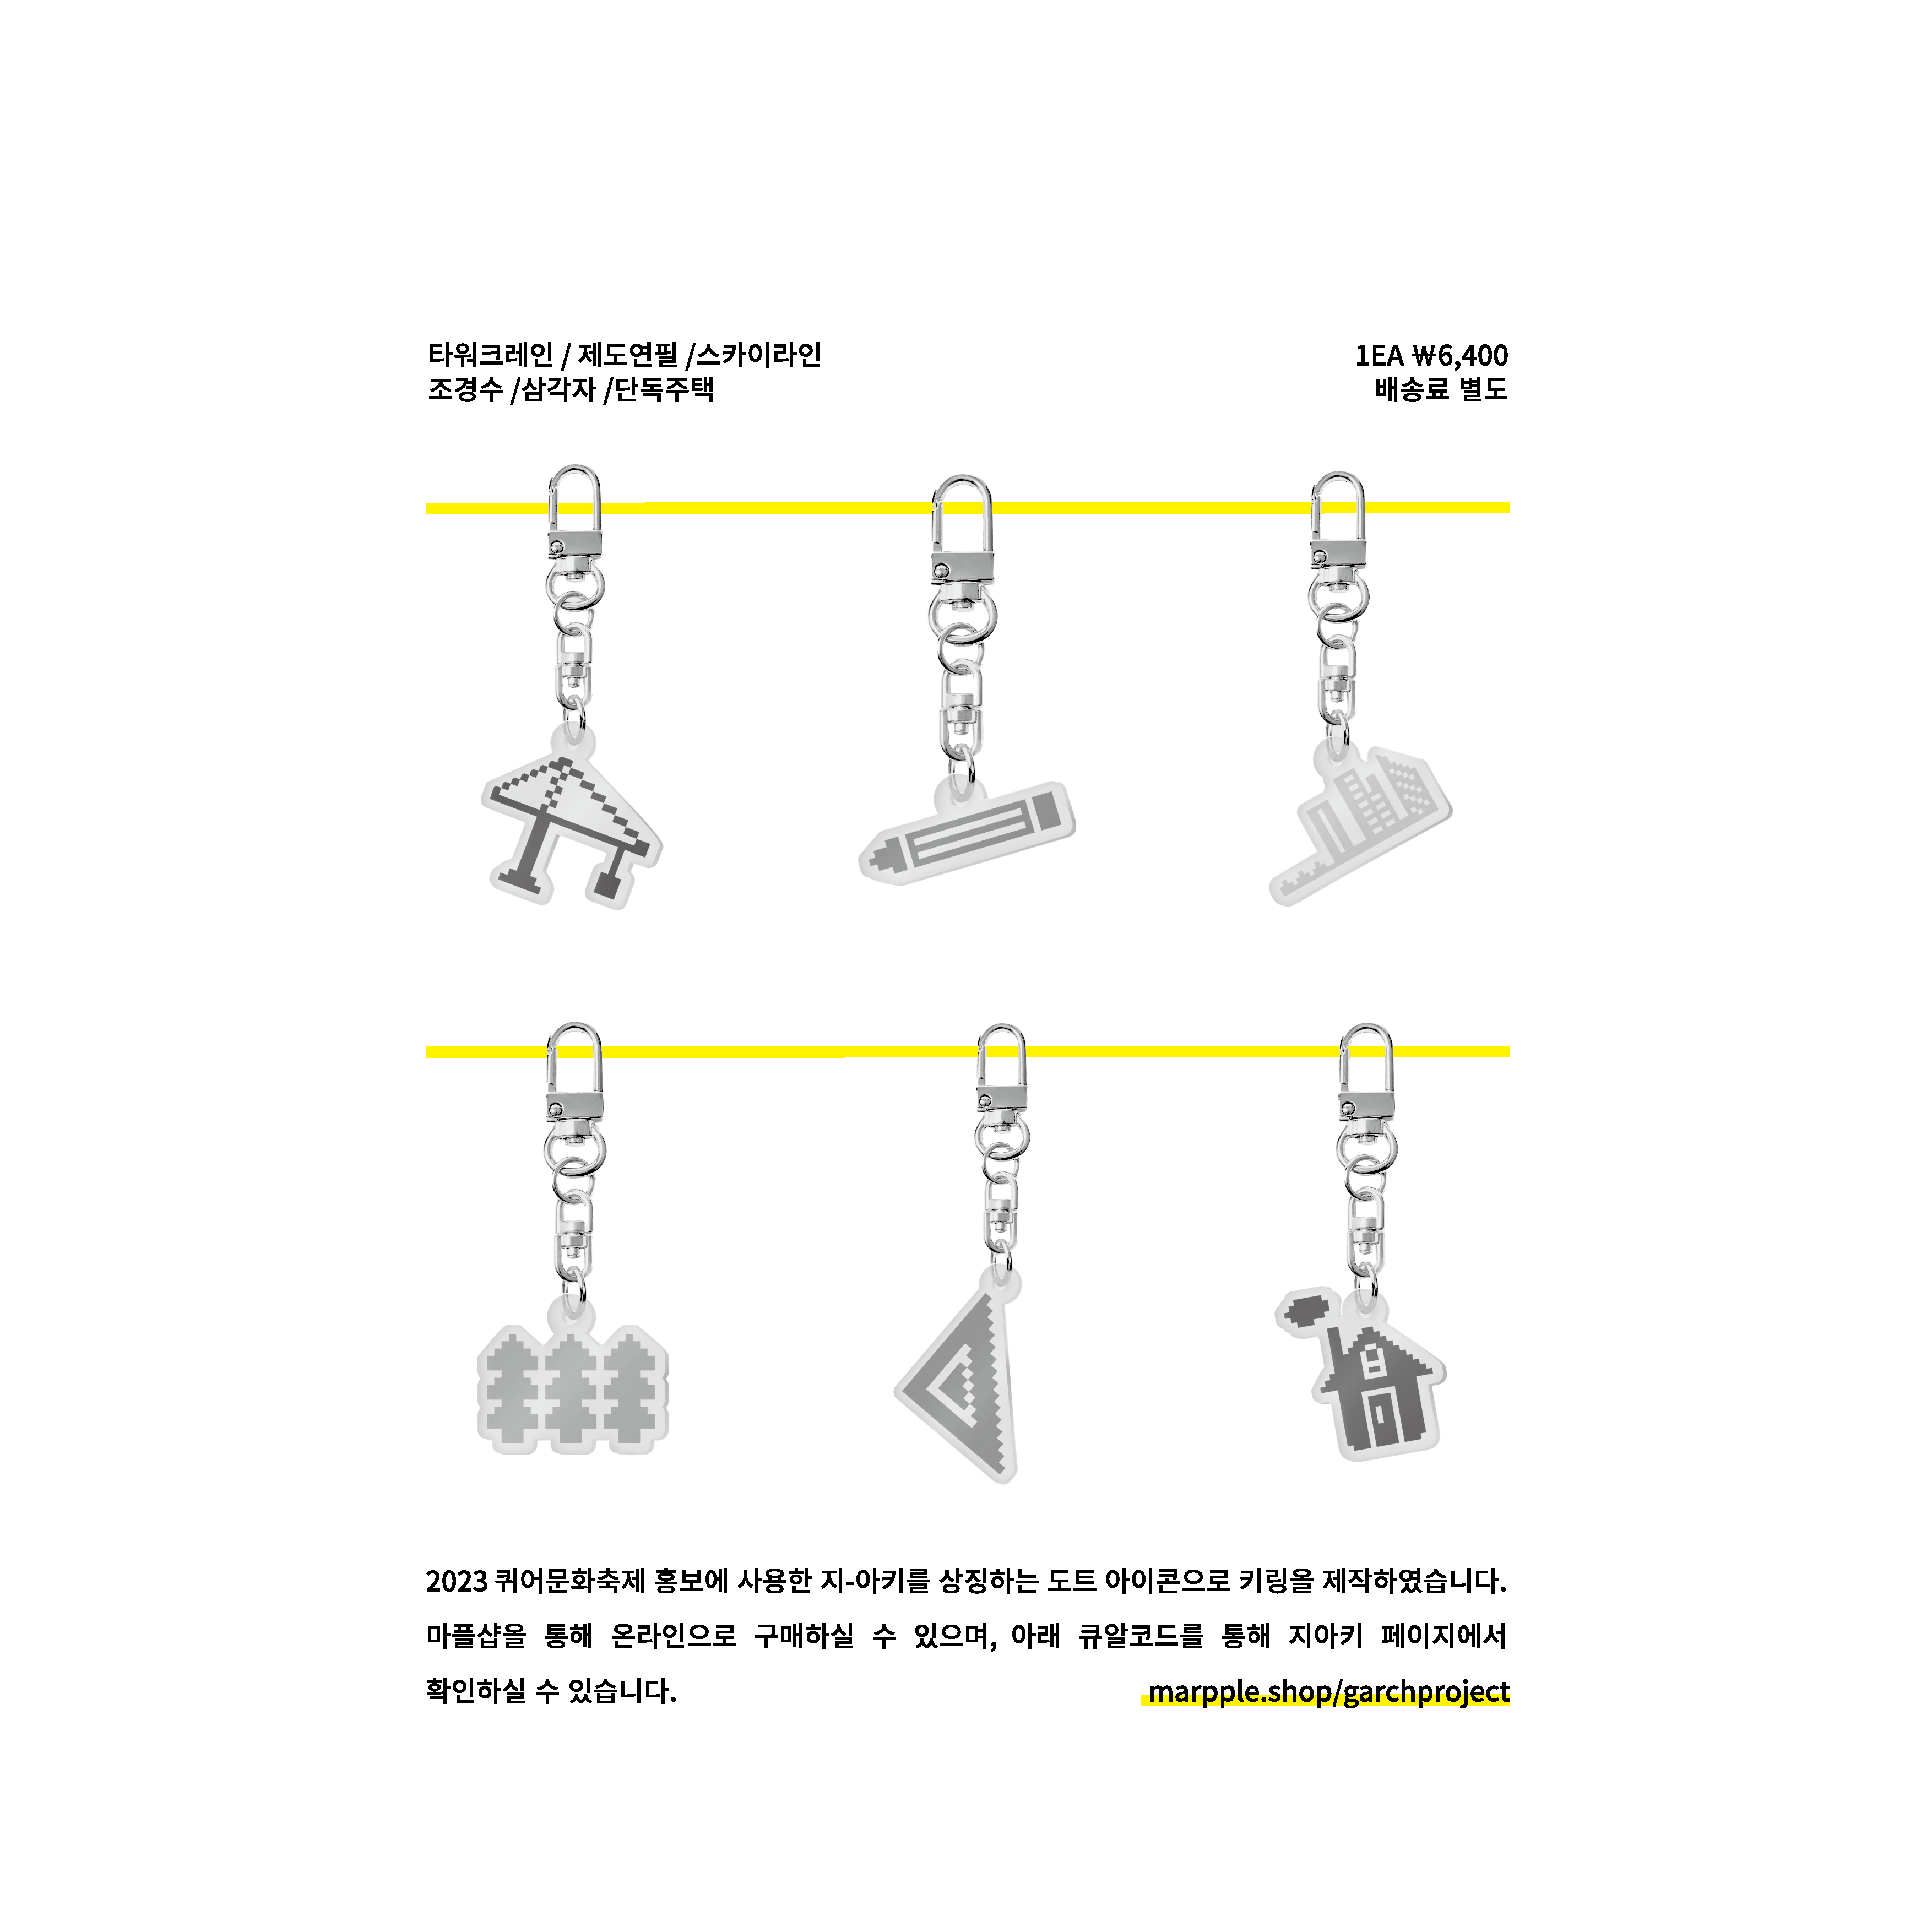 타워크레인 / 제도연필 /스카이라인
조경수 /삼각자 /단독주택
1EA ₩6,400
배송료 별도
2023 퀴어문화축제 홍보에 사용한 지-아키를 상징하는 도트 아이콘으로 키링을 제작하였습니다.
마플샵을 통해 온라인으로 구매하실 수 있으며, 아래 큐알코드를 통해 지아키 페이지에서
확인하실 수 있습니다.
marpple.shop/garchproject